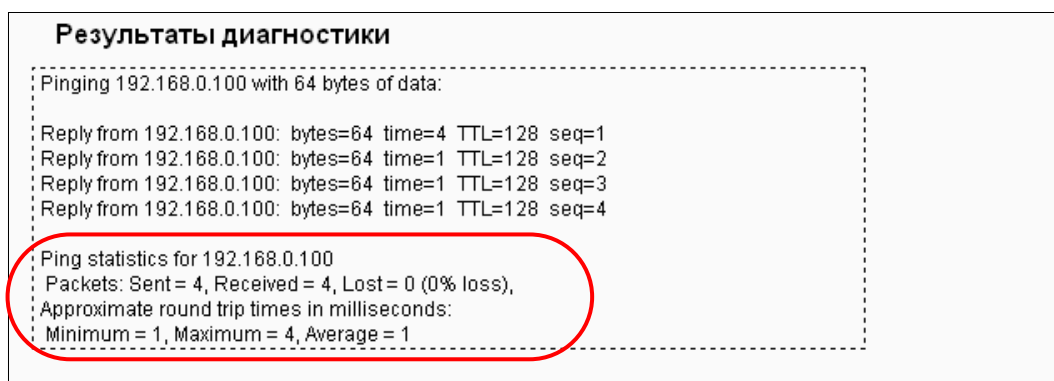 Результаты диагностики
Pinging 192.168.0.100 with 64 bytes of data:
Reply from 192.168.0.100: bytes=64 time=4 TTL=128 seq=1
Reply from 192.168.0.100: bytes=64 time=1 TTL=128 seq=2
Reply from 192.168.0.100: bytes=64 time=1 TTL=128 seq=3
Reply from 192.168.0.100: bytes=64 time=1 TTL=128 seq=4
Ping statistics for 192.168.0.100
Packets: Sent = 4, Received = 4, Lost = 0 (0% loss),
Approximate round trip times in milliseconds:
Minimum = 1, Maximum = 4, Average = 1